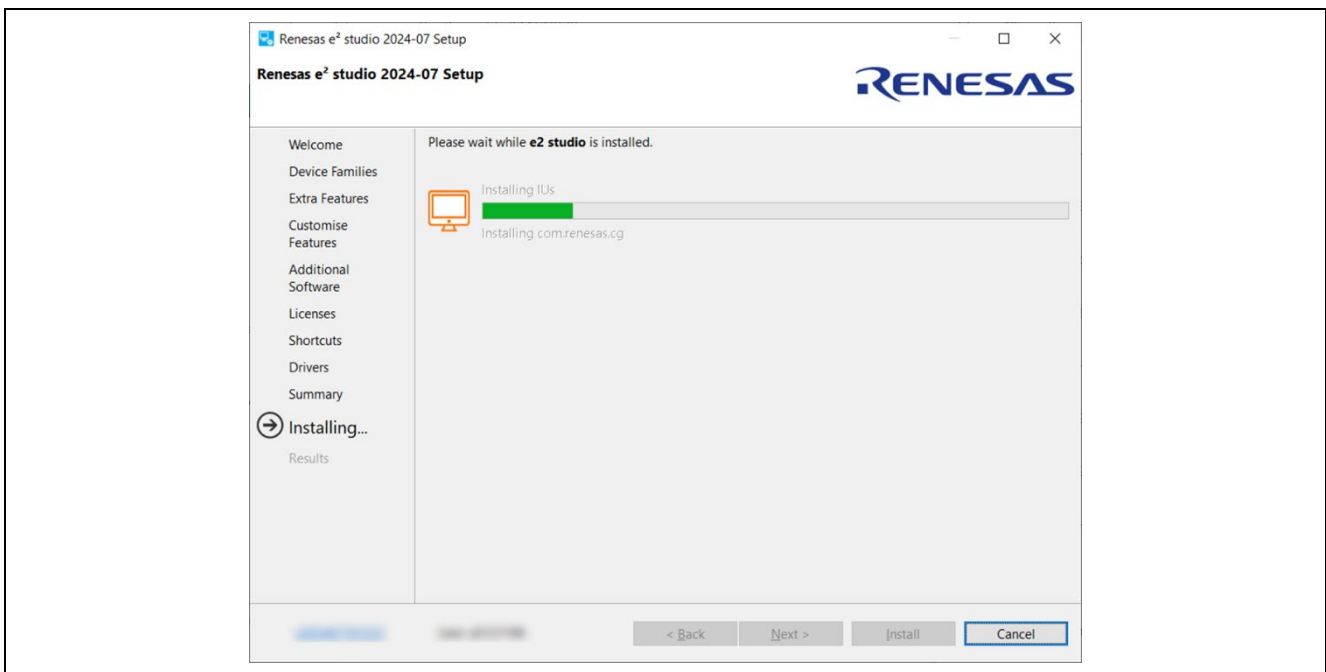 Renesas e² studio 2024-07 Setup
Renesas e² studio 2024-07 Setup
RENESAS
Welcome
Device Families
Extra Features
Customise
Features
Additional
Software
Licenses
Shortcuts
Drivers
Summary
Installing...
Results
Please wait while e2 studio is installed.
Installing IUs
Installing com.renesas.cg
< Back
Next >
Install
Cancel